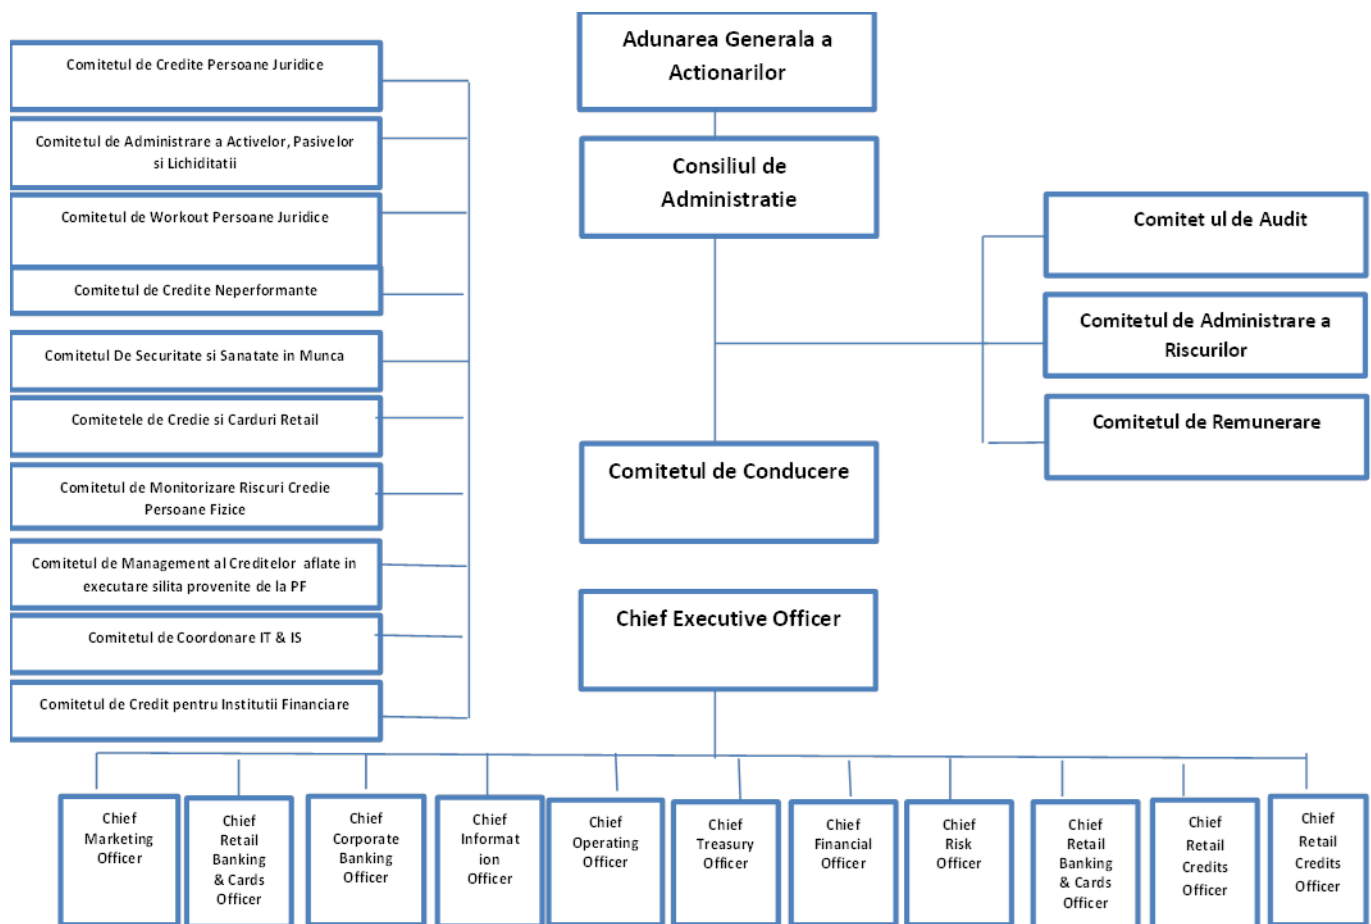 Adunarea Generala a
Actionarilor
Consiliul de
Administratie
Comitet ul de Audit
Comitetul de Administrare a
Riscurilor
Comitetul de Remunerare
Comitetul de Conducere
Chief Executive Officer
Comitetul de Credite Persoane Juridice
Comitetul de Administrare a Activelor, Pasivelor
si Lichiditatii
Comitetul de Workout Persoane Juridice
Comitetul de Credite Neperformante
Comitetul De Securitate si Sanatate in Munca
Comitetele de Credie si Carduri Retail
Comitetul de Monitorizare Riscuri Credie
Persoane Fizice
Comitetul de Management al Creditelor aflate in
executare silita provenite de la PF
Comitetul de Coordonare IT & IS
Comitetul de Credit pentru Institutii Financiare
Chief
Marketing
Officer
Chief
Retail
Banking
& Cards
Officer
Chief
Corporate
Banking
Officer
Chief
Informat
ion
Officer
Chief
Operating
Officer
Chief
Treasury
Officer
Chief
Financial
Officer
Chief
Risk
Officer
Chief
Retail
Banking
& Cards
Officer
Chief
Retail
Credits
Officer
Chief
Retail
Credits
Officer